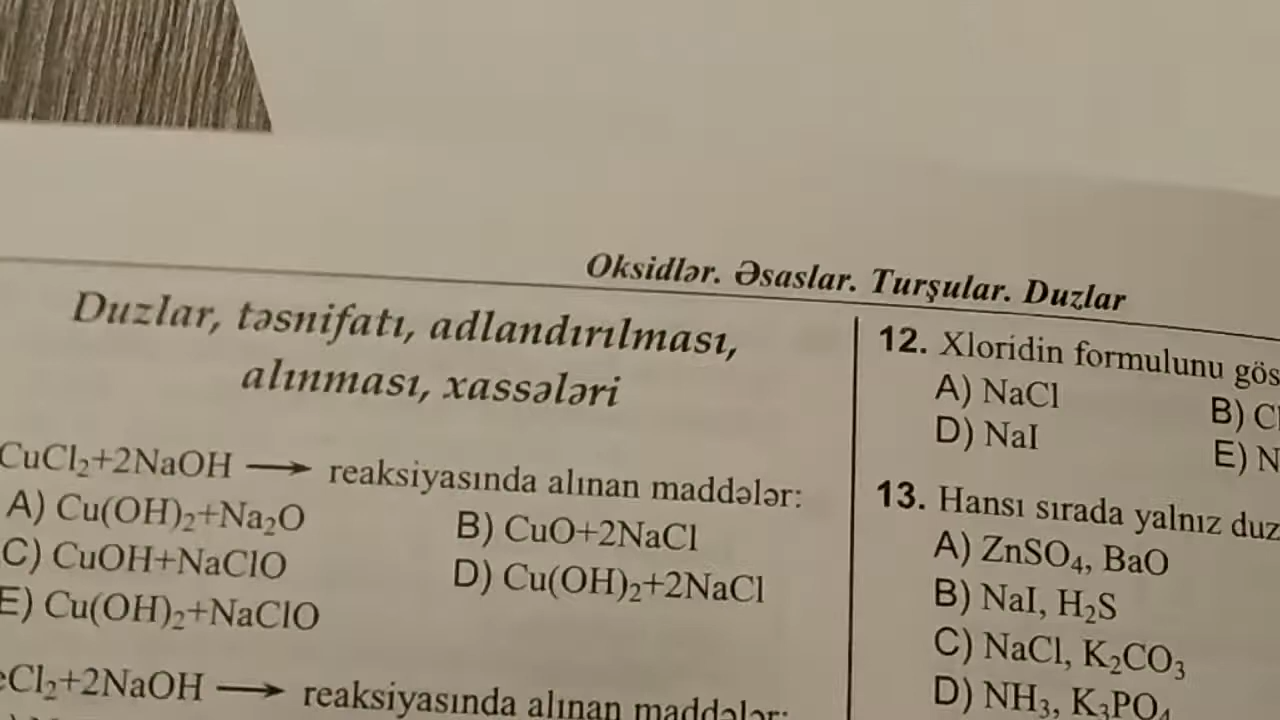 Oksidlər. Əsaslar. Turşular. Duzlar
Duzlar, təsnifatı, adlandırılması,
alınması, xassələri
CuCl₂+2NaOH ⟶ reaksiyasında alınan maddələr:
A) Cu(OH)₂+Na₂O B) CuO+2NaCl
C) CuOH+NaClO D) Cu(OH)₂+2NaCl
E) Cu(OH)₂+NaClO
Cl₂+2NaOH ⟶ reaksiyasında alınan maddələr:
12. Xloridin formulunu
A) NaCl B)
D) NaI E)
13. Hansı sırada yalnız
A) ZnSO₄, BaO
B) NaI, H₂S
C) NaCl, K₂CO₃
D) NH₃, K₃PO₄